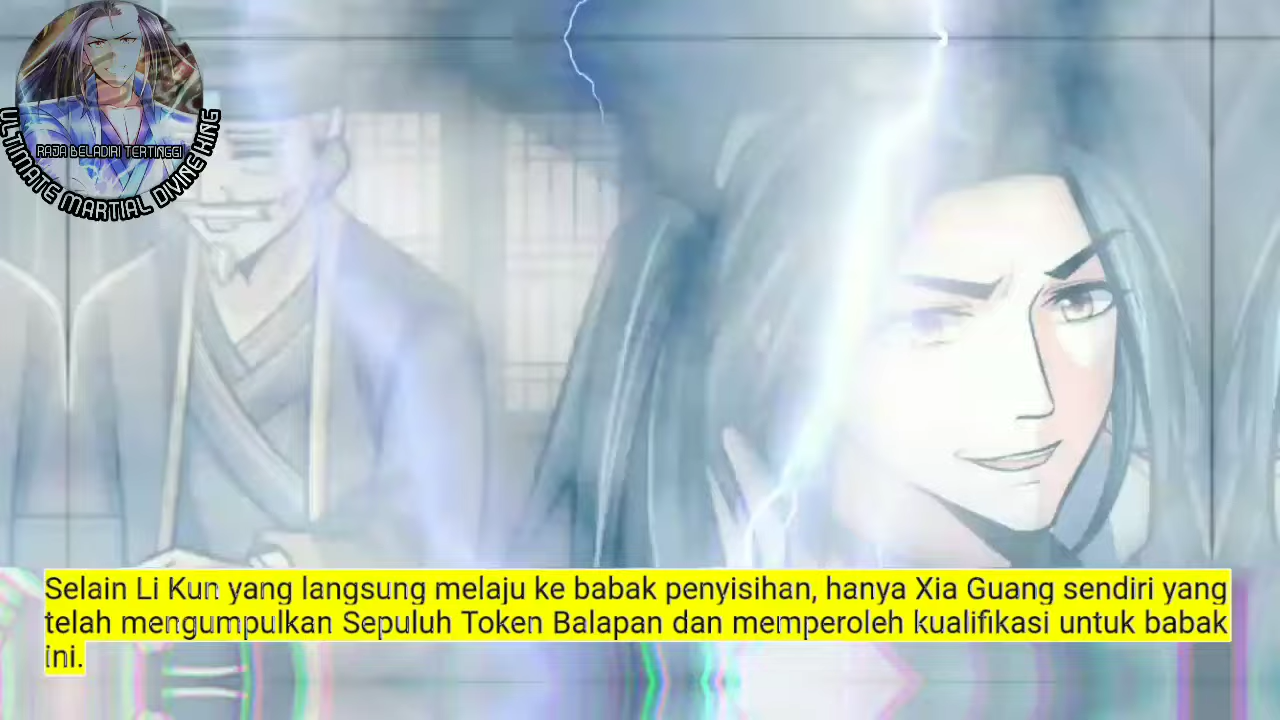 RAJA BELADIRI TERTINGGI
ULTIMATE MARTIAL DIVINE KING
Selain Li Kun yang langsung melaju ke babak penyisihan, hanya Xia Guang sendiri yang
telah mengumpulkan Sepuluh Token Balapan dan memperoleh kualifikasi untuk babak
ini.